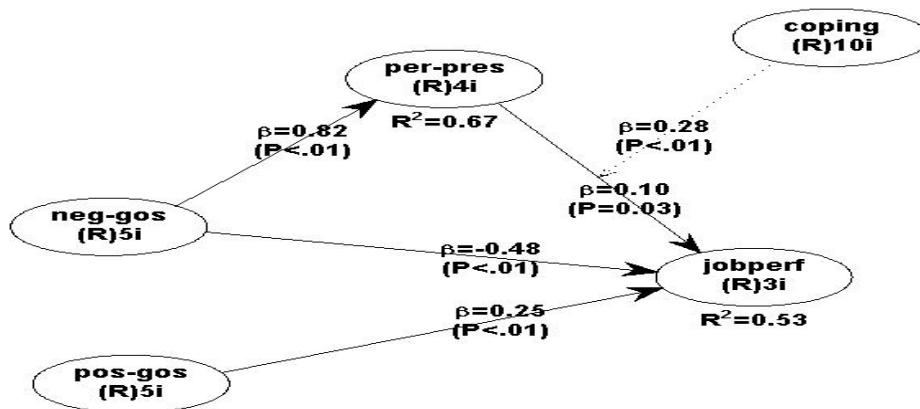 coping
(R)10i
per-pres
(R)4i
R²=0.67
β=0.82
(P<.01)
β=0.28
(P<.01)
β=0.10
(P=0.03)
neg-gos
(R)5i
β=-0.48
(P<.01)
jobperf
(R)3i
R²=0.53
β=0.25
(P<.01)
pos-gos
(R)5i